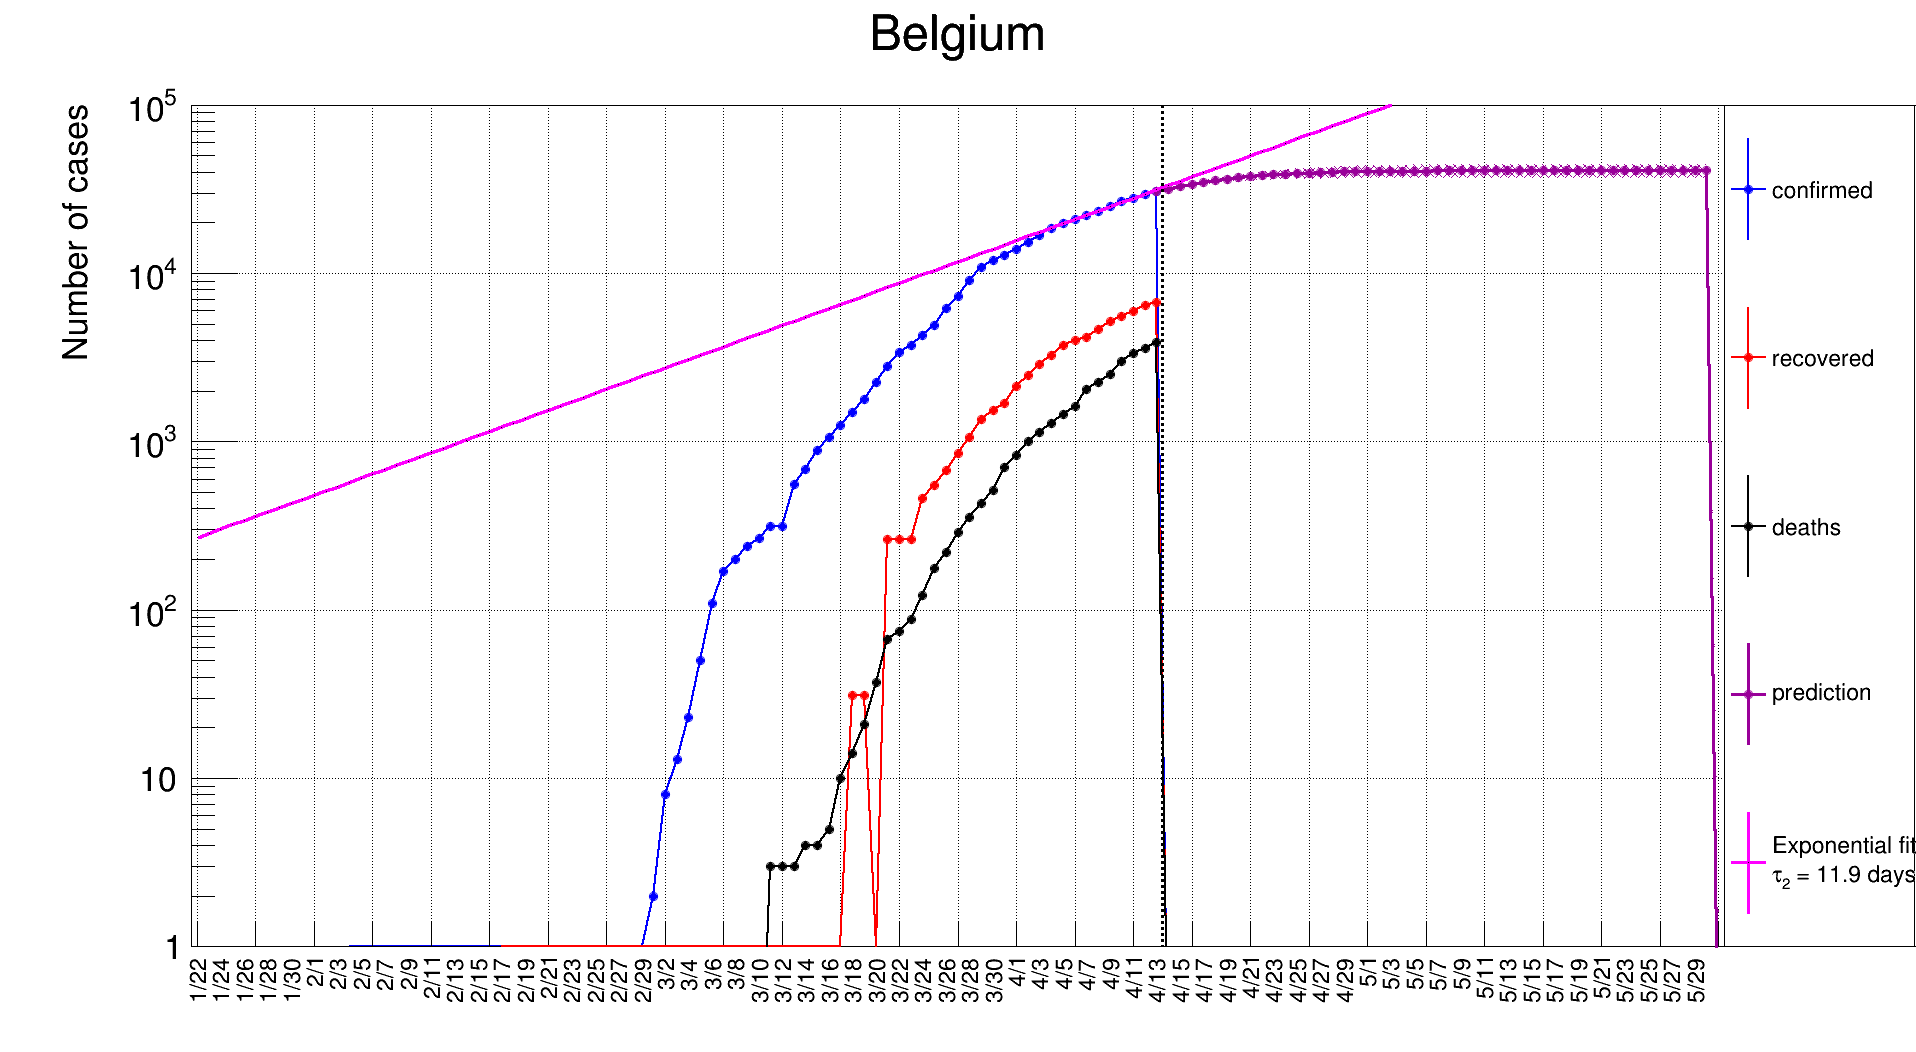 Belgium
Number of cases
10^5
10^4
10^3
10^2
10
1
1/22 1/24 1/26 1/28 1/30 2/1 2/3 2/5 2/7 2/9 2/11 2/13 2/15 2/17 2/19 2/21 2/23 2/25 2/27 2/29 3/2 3/4 3/6 3/8 3/10 3/12 3/14 3/16 3/18 3/20 3/22 3/24 3/26 3/28 3/30 4/1 4/3 4/5 4/7 4/9 4/11 4/13 4/15 4/17 4/19 4/21 4/23 4/25 4/27 4/29 5/1 5/3 5/5 5/7 5/9 5/11 5/13 5/15 5/17 5/19 5/21 5/23 5/25 5/27 5/29
confirmed
recovered
deaths
prediction
Exponential fit
τ₂ = 11.9 days